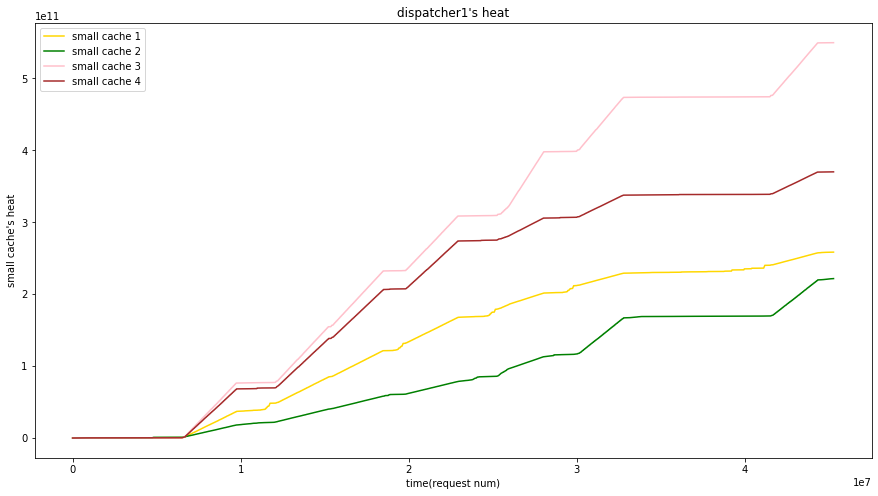 dispatcher1's heat
1e11
small cache 1
small cache 2
small cache 3
small cache 4
small cache's heat
5
4
3
2
1
0
0 1 2 3 4
time(request num)
1e7